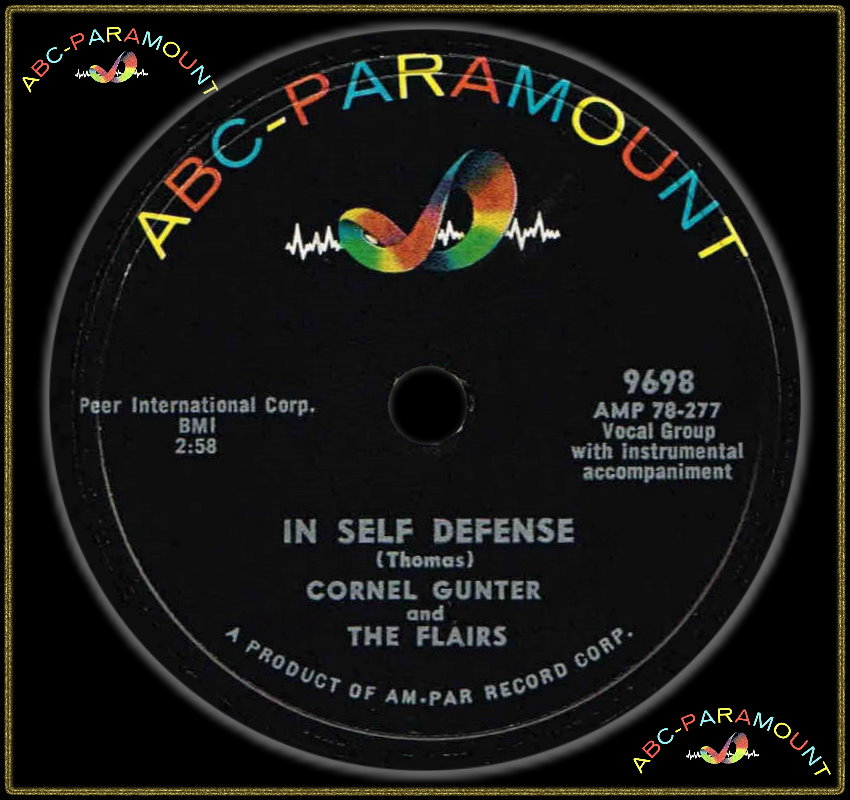 ABC-PARAMOUNT
ABC-PARAMOUNT
Peer International Corp.
BMI
2:58
9698
AMP 78-277
Vocal Group
with instrumental
accompaniment
IN SELF DEFENSE
(Thomas)
CORNEL GUNTER
and
THE FLAIRS
A PRODUCT OF AM-PAR RECORD CORP.
ABC-PARAMOUNT